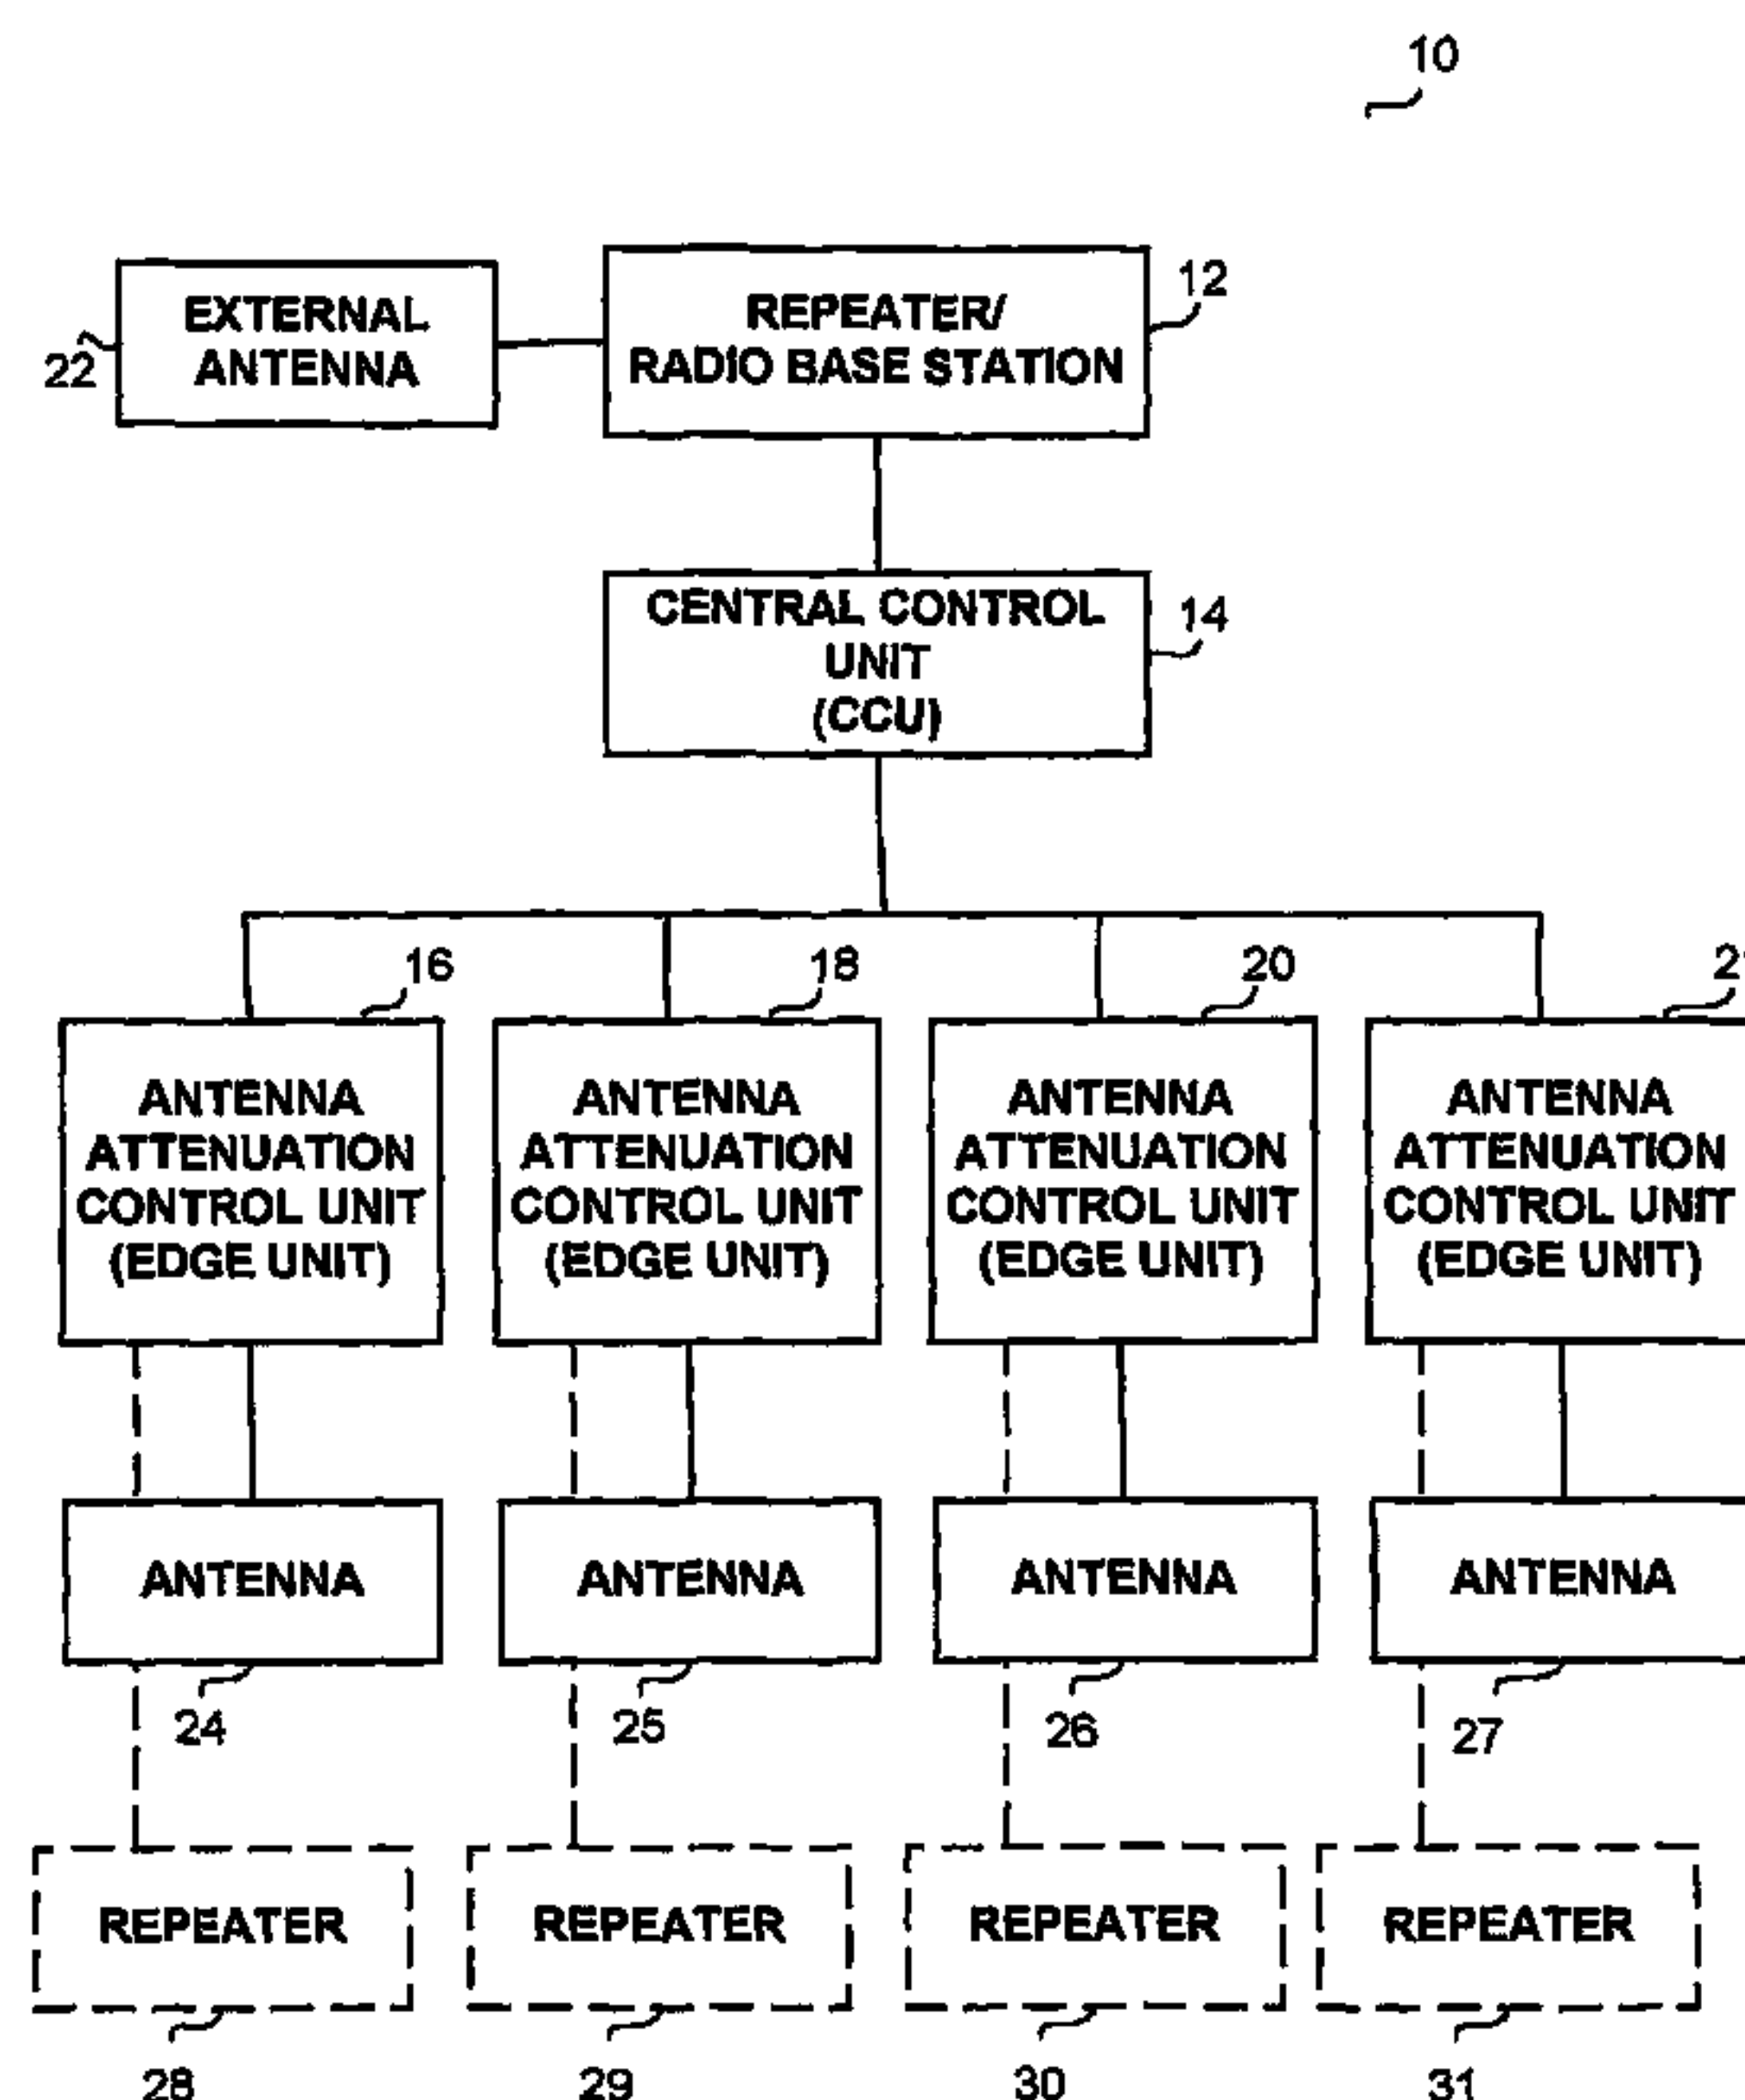 10
EXTERNAL
ANTENNA
22
REPEATER/
RADIO BASE STATION
12
CENTRAL CONTROL
UNIT
(CCU)
14
16
18
20
21
ANTENNA
ATTENUATION
CONTROL UNIT
(EDGE UNIT)
ANTENNA
ATTENUATION
CONTROL UNIT
(EDGE UNIT)
ANTENNA
ATTENUATION
CONTROL UNIT
(EDGE UNIT)
ANTENNA
ATTENUATION
CONTROL UNIT
(EDGE UNIT)
ANTENNA
ANTENNA
ANTENNA
ANTENNA
24
25
26
27
REPEATER
REPEATER
REPEATER
REPEATER
28
29
30
31